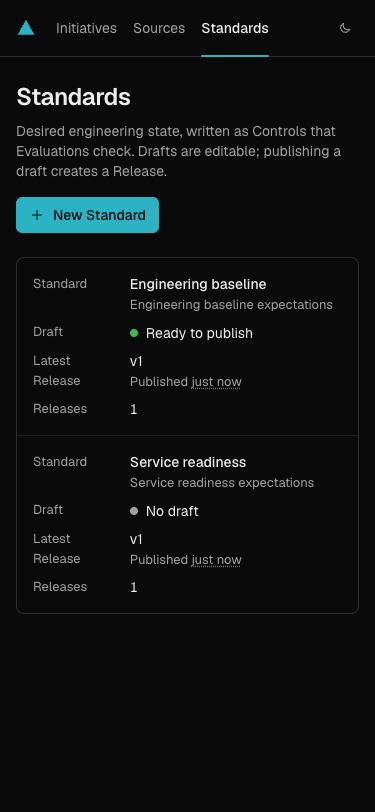 Initiatives Sources Standards
Standards
Desired engineering state, written as Controls that
Evaluations check. Drafts are editable; publishing a
draft creates a Release.
+ New Standard
Standard Engineering baseline
Engineering baseline expectations
Draft Ready to publish
Latest Release v1
Published just now
Releases 1
Standard Service readiness
Service readiness expectations
Draft No draft
Latest Release v1
Published just now
Releases 1